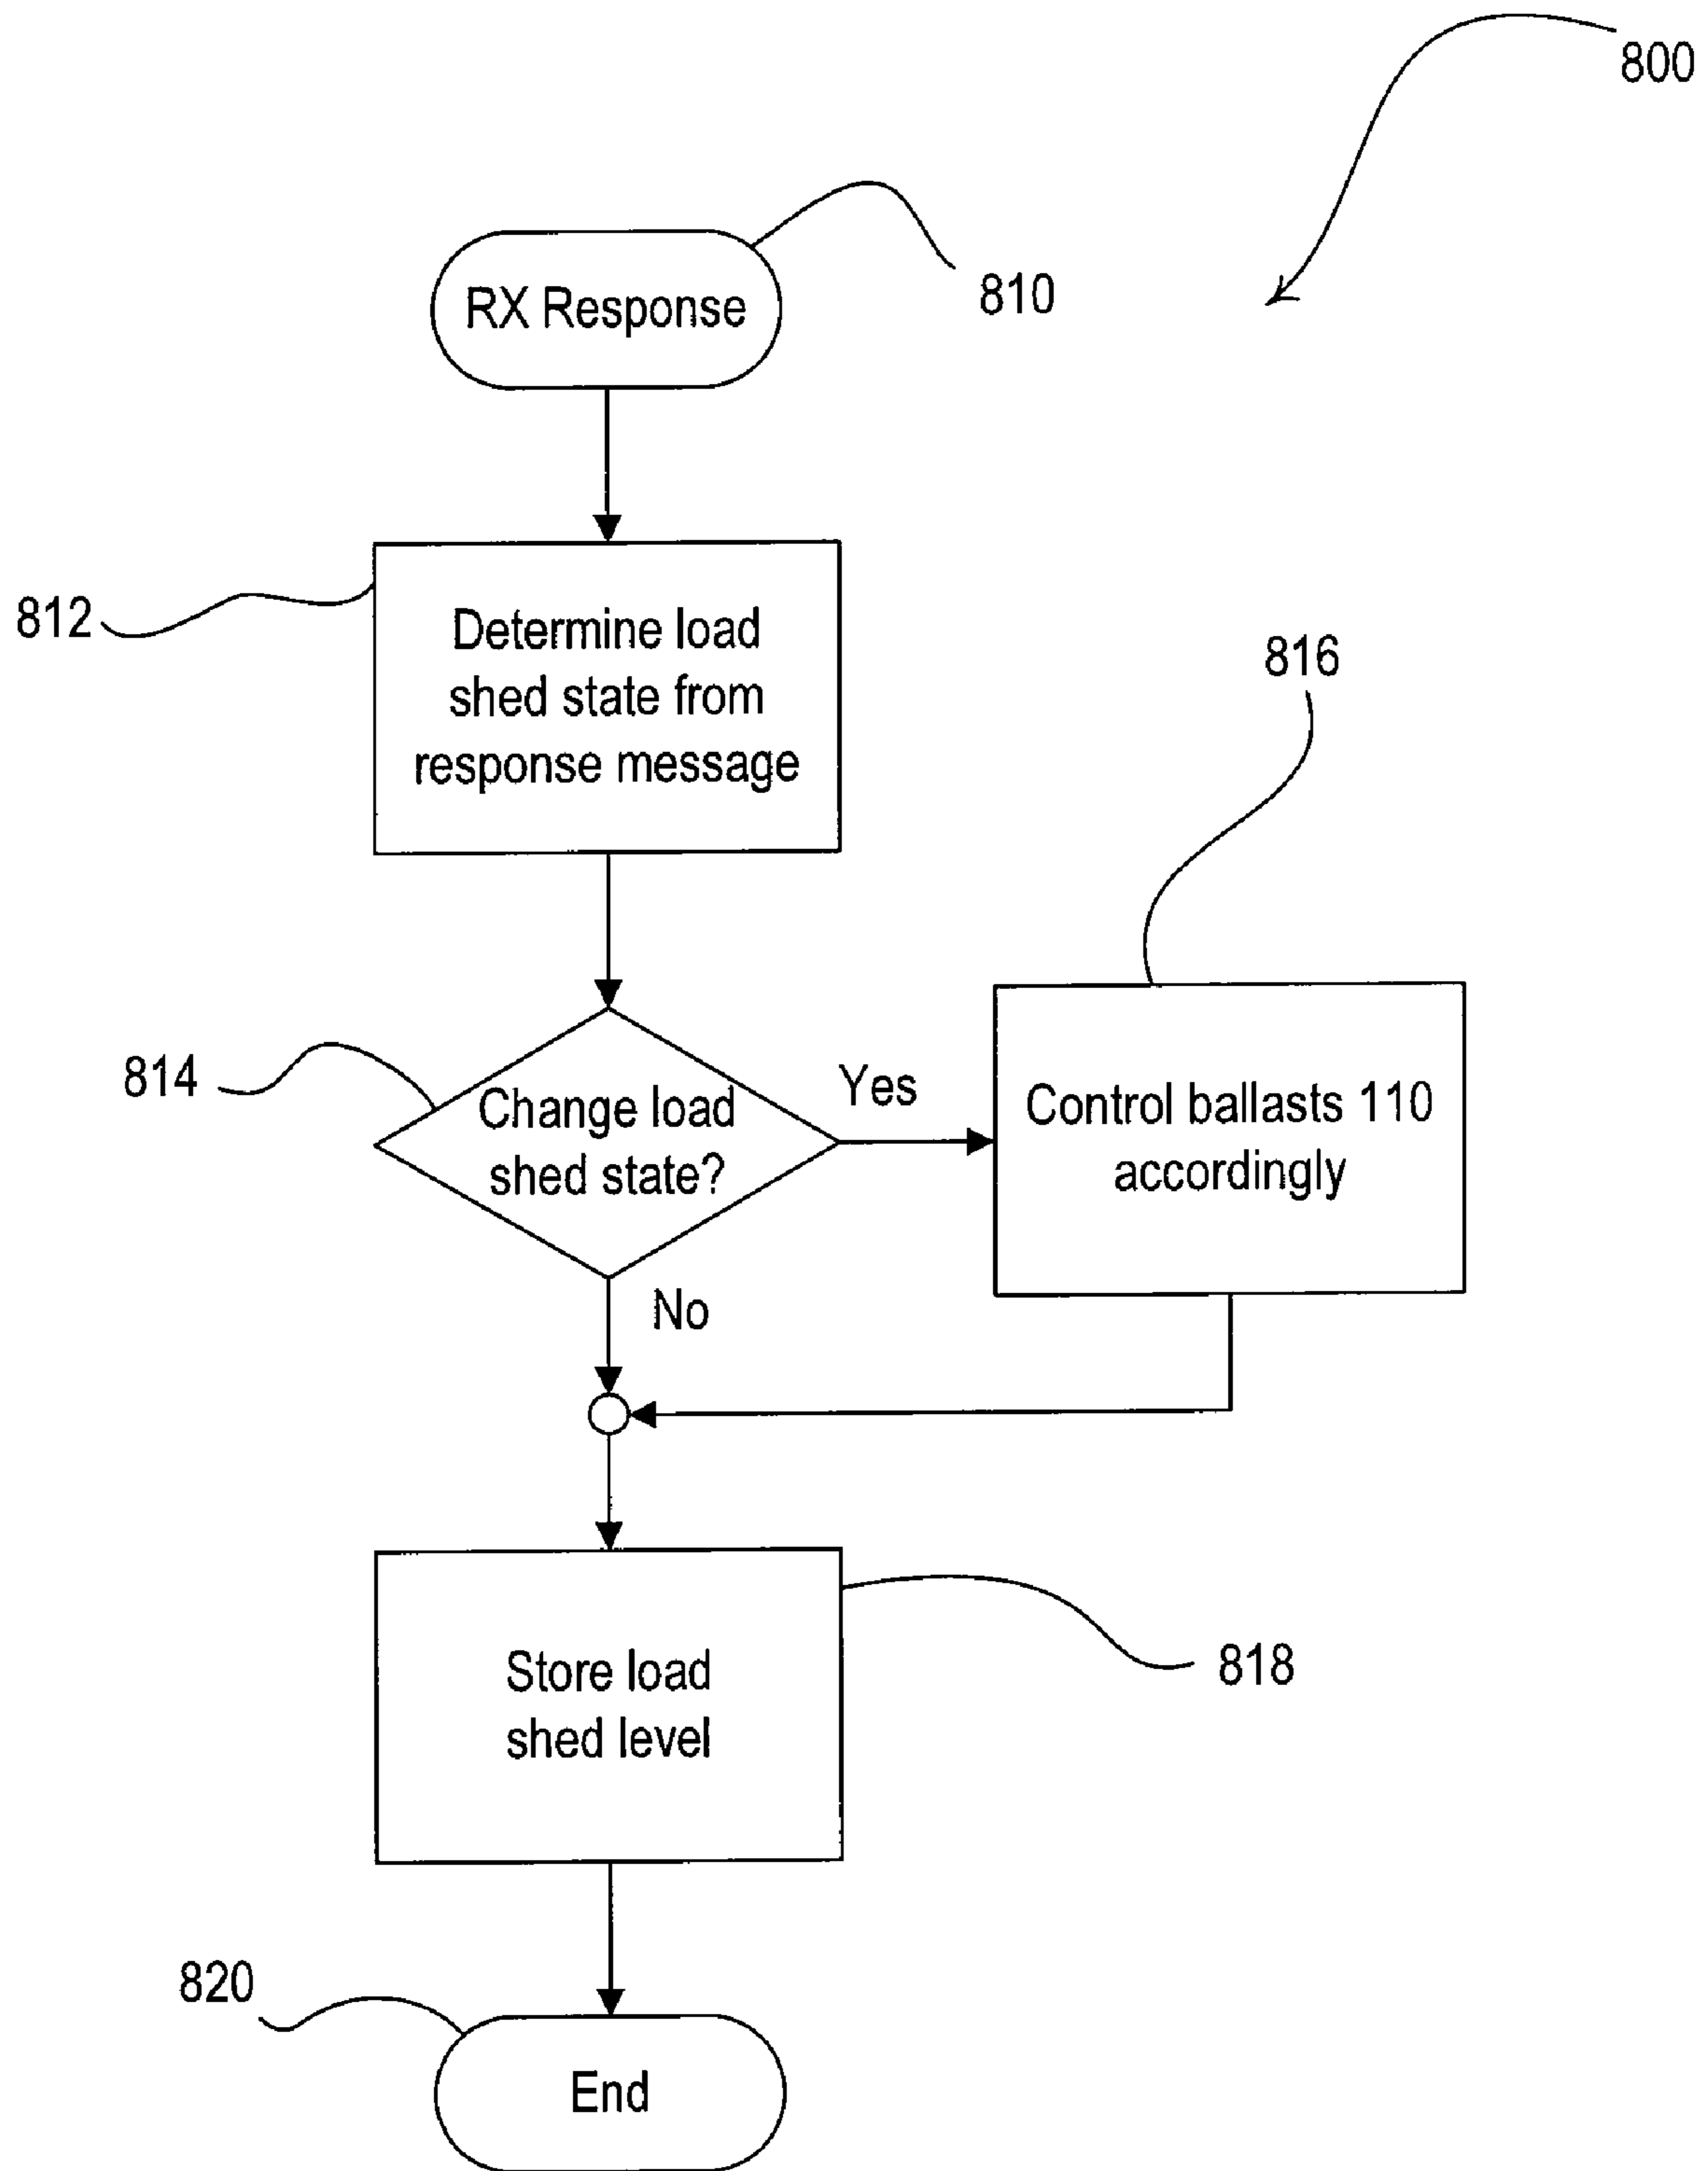 800
RX Response
810
812
Determine load
shed state from
response message
816
814
Change load
shed state?
Yes
Control ballasts 110
accordingly
No
Store load
shed level
818
820
End